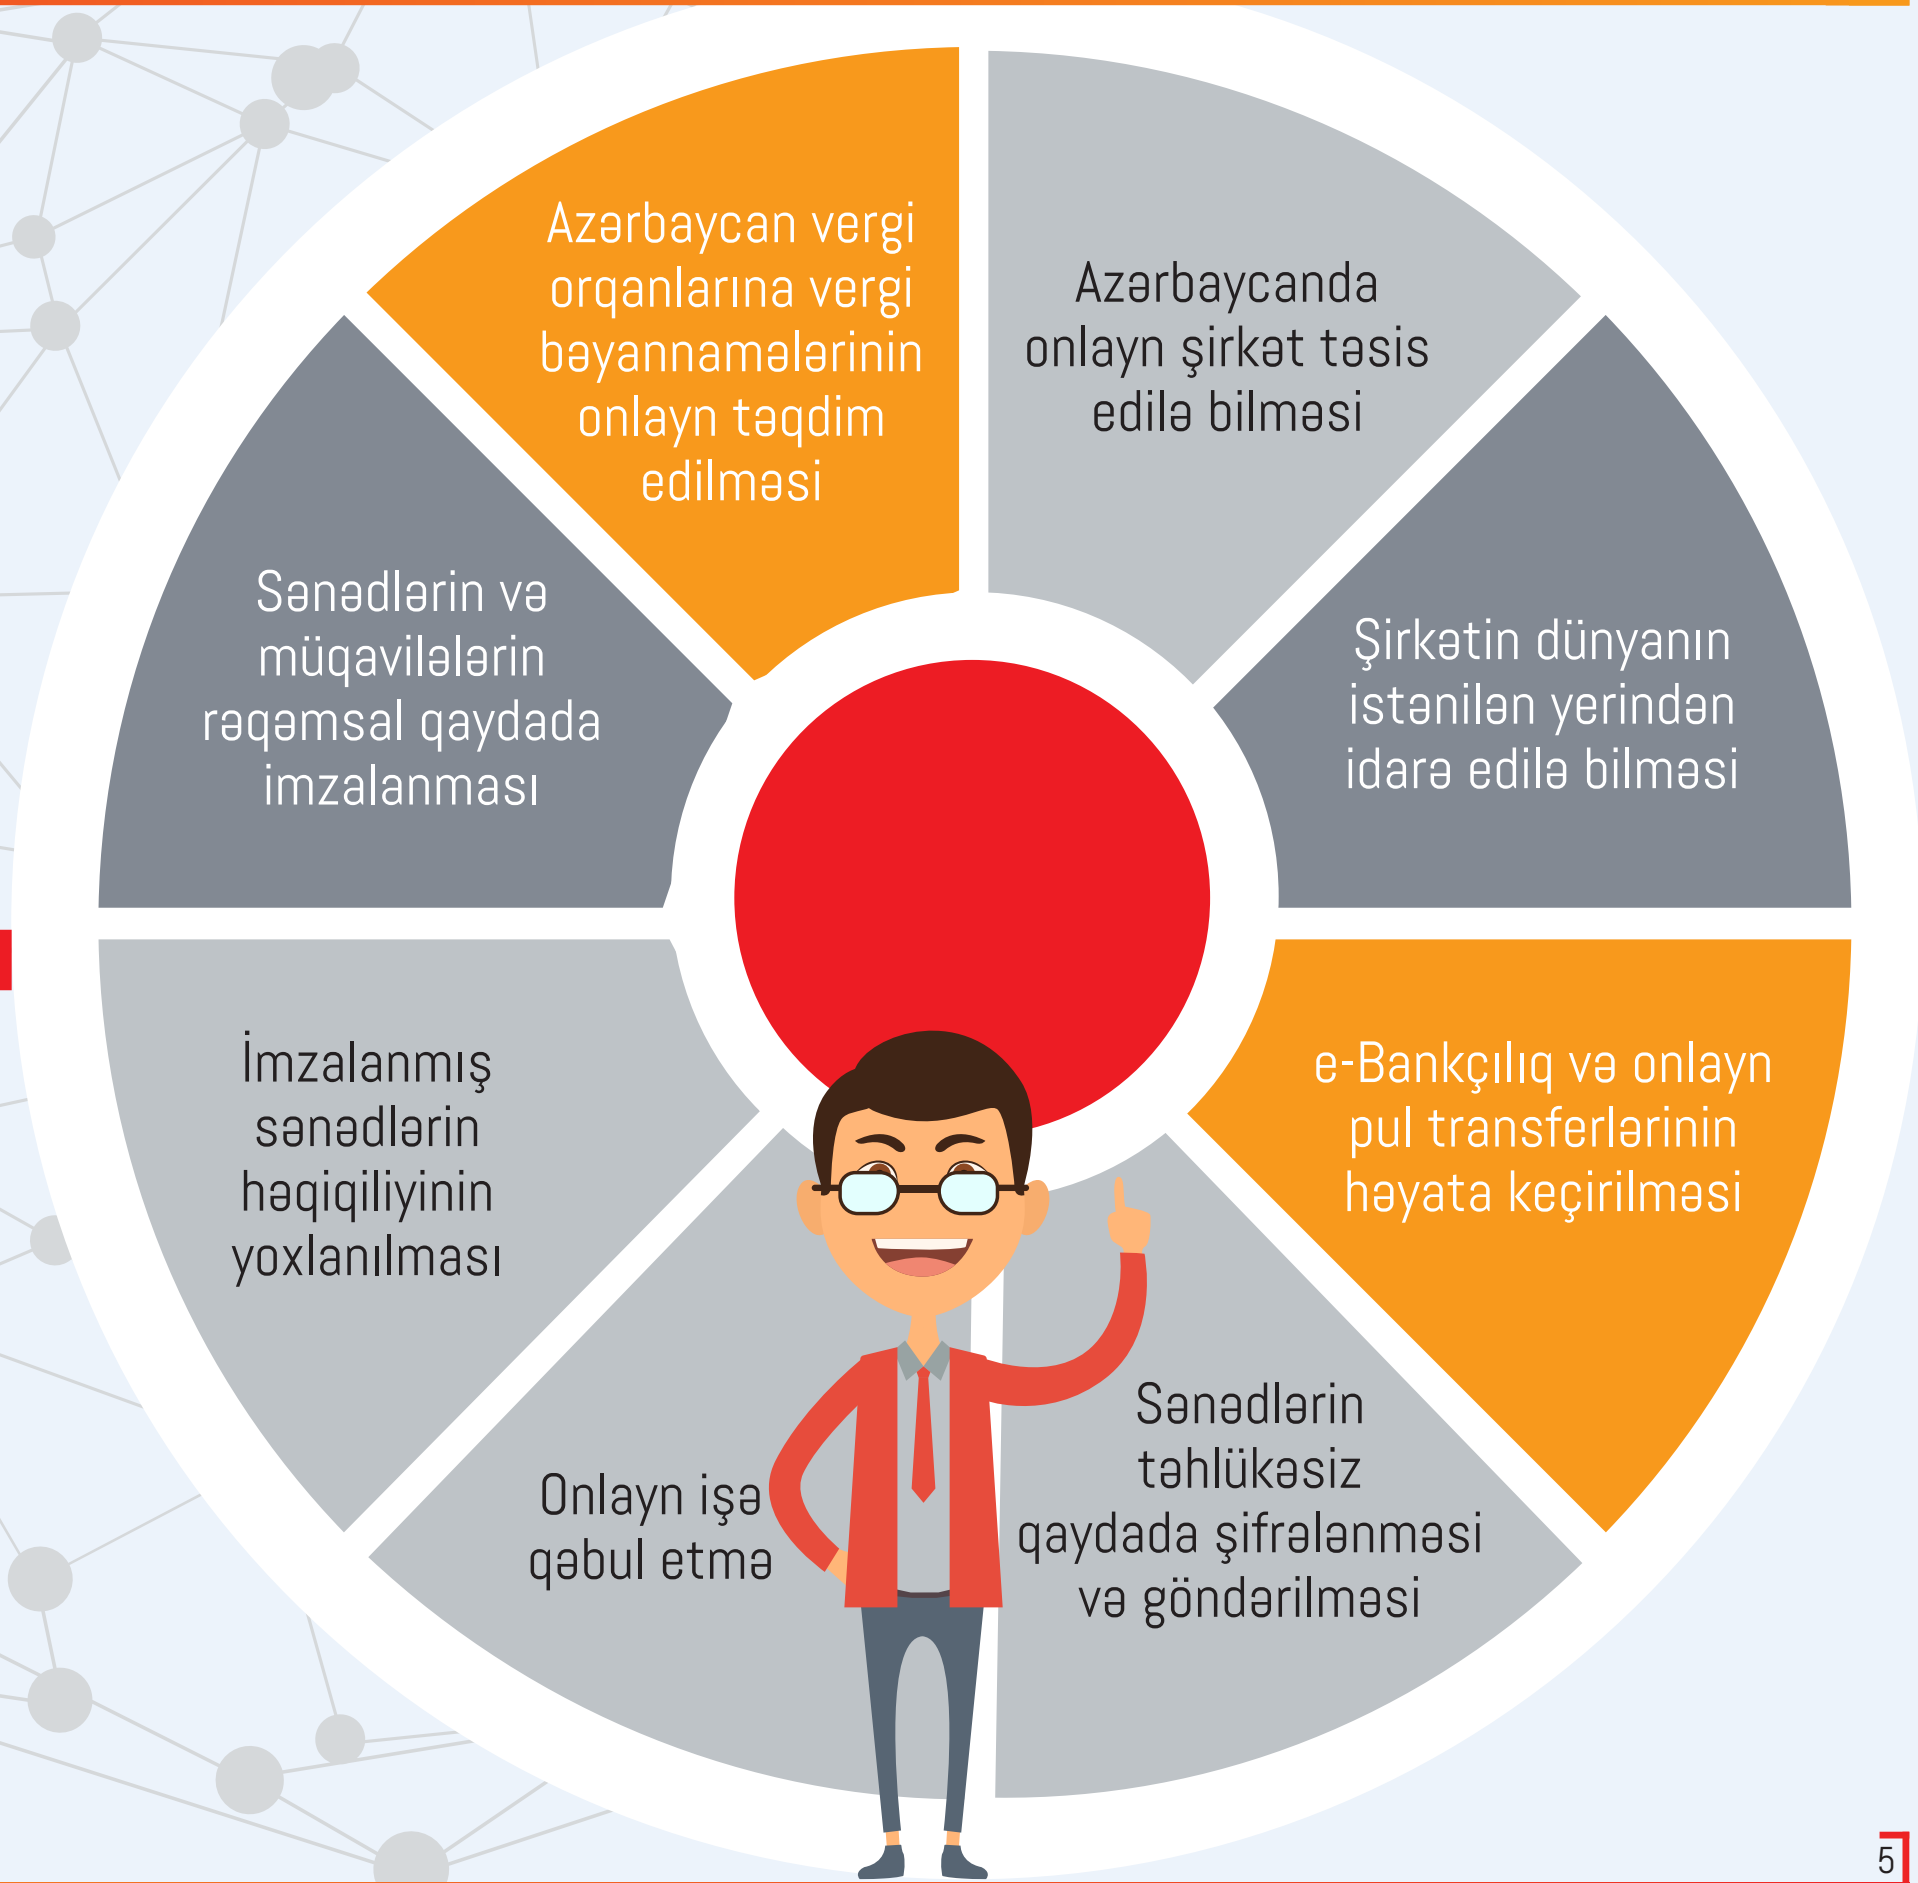 Azərbaycan vergi
orqanlarına vergi
bəyannamələrinin
onlayn təqdim
edilməsi
Azərbaycanda
onlayn şirkət təsis
edilə bilməsi
Şirkətin dünyanın
istənilən yerindən
idarə edilə bilməsi
e-Bankçılıq və onlayn
pul transferlərinin
həyata keçirilməsi
Sənədlərin
təhlükəsiz
qaydada şifrələnməsi
və göndərilməsi
Onlayn işə
qəbul etmə
İmzalanmış
sənədlərin
həqiqiliyinin
yoxlanılması
Sənədlərin və
müqavilələrin
rəqəmsal qaydada
imzalanması
5